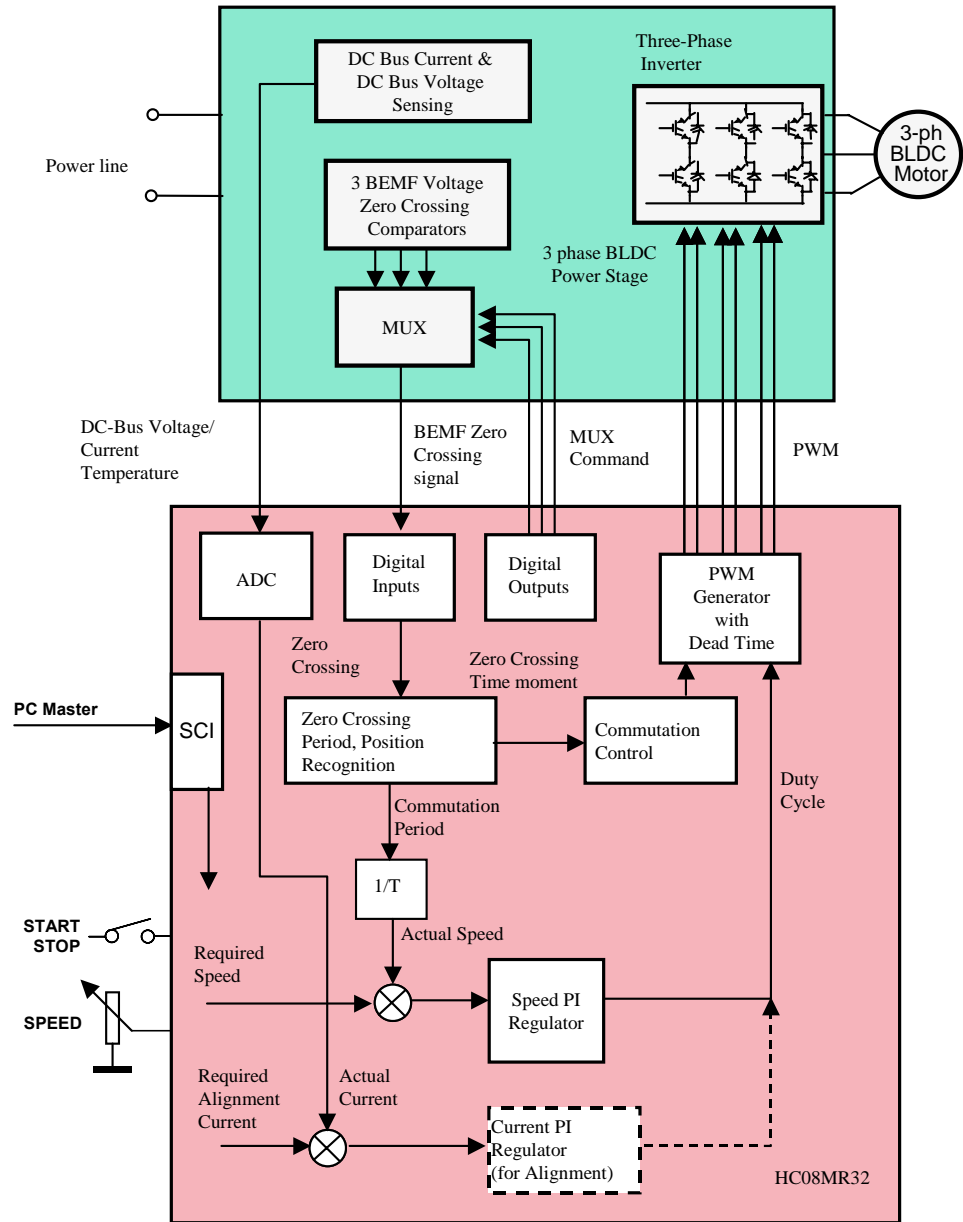 DC Bus Current &
DC Bus Voltage
Sensing
Three-Phase
Inverter
Power line
3 BEMF Voltage
Zero Crossing
Comparators
3-ph
BLDC
Motor
3 phase BLDC
Power Stage
MUX
DC-Bus Voltage/
Current
Temperature
BEMF Zero
Crossing
signal
MUX
Command
PWM
ADC
Digital
Inputs
Digital
Outputs
PWM
Generator
with
Dead Time
Zero
Crossing
Zero Crossing
Time moment
PC Master
SCI
Zero Crossing
Period, Position
Recognition
Commutation
Control
Duty
Cycle
Commutation
Period
1/T
START
STOP
Actual Speed
Required
Speed
Speed PI
Regulator
SPEED
Required
Alignment
Current
Actual
Current
Current PI
Regulator
(for Alignment)
HC08MR32